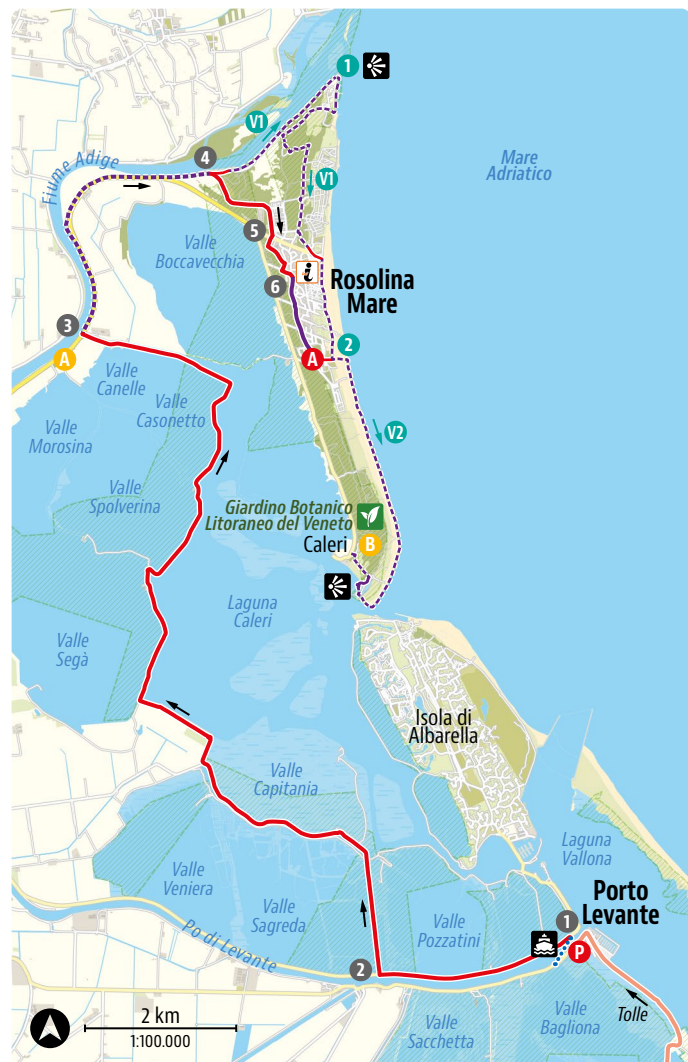 1
V1
Mare
Adriatico
4
Fiume Adige
V1
5
Valle
Boccavecchia
i
6
Rosolina
Mare
3
A
2
A
Valle
Canelle
Valle
Casonetto
Valle
Morosina
V2
Valle
Spolverina
Giardino Botanico
Litoraneo del Veneto
Caleri
B
Laguna
Caleri
Valle
Segà
Isola di
Albarella
Valle
Capitania
Laguna
Vallona
Valle
Veniera
Valle
Sagreda
Porto
Levante
1
Valle
Pozzatini
P
Po di Levante
2
Tolle
2 km
1:100.000
Valle
Sacchetta
Valle
Bagliona